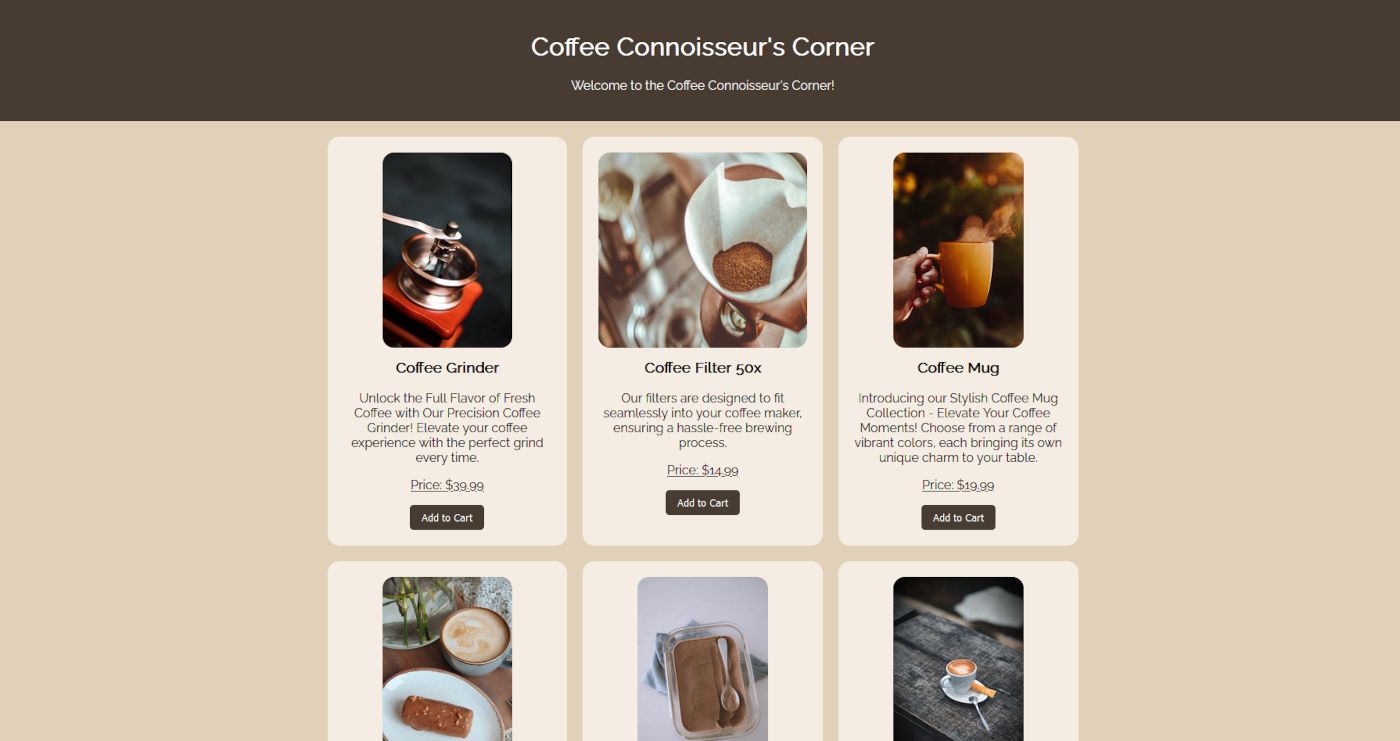 Coffee Connoisseur's Corner
Welcome to the Coffee Connoisseur's Corner!
Coffee Grinder
Unlock the Full Flavor of Fresh
Coffee with Our Precision Coffee
Grinder! Elevate your coffee
experience with the perfect grind
every time.
Price: $39.99
Add to Cart
Coffee Filter 50x
Our filters are designed to fit
seamlessly into your coffee maker,
ensuring a hassle-free brewing
process.
Price: $14.99
Add to Cart
Coffee Mug
Introducing our Stylish Coffee Mug
Collection - Elevate Your Coffee
Moments! Choose from a range of
vibrant colors, each bringing its own
unique charm to your table.
Price: $19.99
Add to Cart